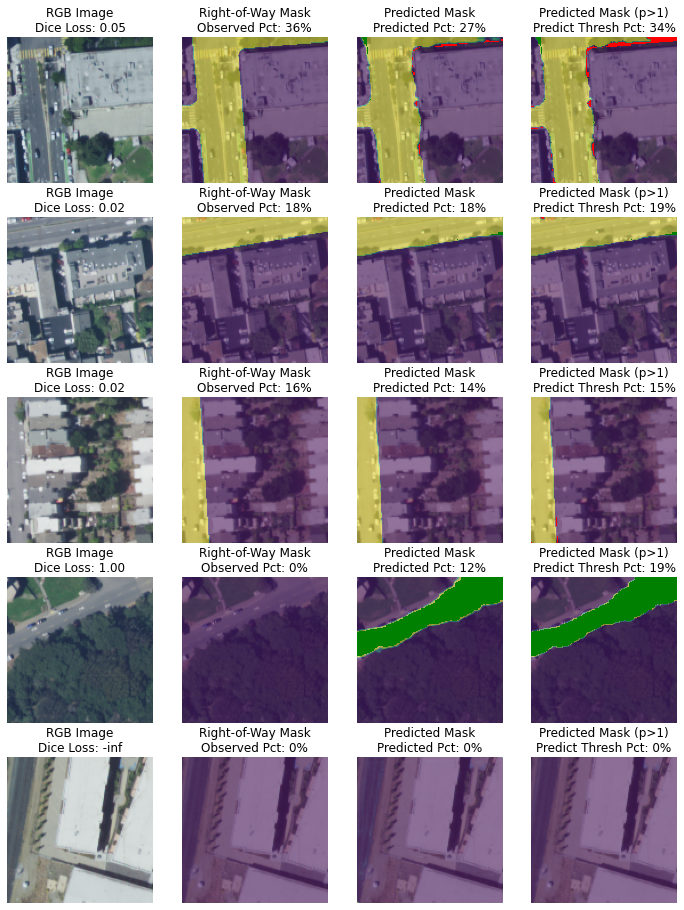 RGB Image
Dice Loss: 0.05
Right-of-Way Mask
Observed Pct: 36%
Predicted Mask
Predicted Pct: 27%
Predicted Mask (p>1)
Predict Thresh Pct: 34%
RGB Image
Dice Loss: 0.02
Right-of-Way Mask
Observed Pct: 18%
Predicted Mask
Predicted Pct: 18%
Predicted Mask (p>1)
Predict Thresh Pct: 19%
RGB Image
Dice Loss: 0.02
Right-of-Way Mask
Observed Pct: 16%
Predicted Mask
Predicted Pct: 14%
Predicted Mask (p>1)
Predict Thresh Pct: 15%
RGB Image
Dice Loss: 1.00
Right-of-Way Mask
Observed Pct: 0%
Predicted Mask
Predicted Pct: 12%
Predicted Mask (p>1)
Predict Thresh Pct: 19%
RGB Image
Dice Loss: -inf
Right-of-Way Mask
Observed Pct: 0%
Predicted Mask
Predicted Pct: 0%
Predicted Mask (p>1)
Predict Thresh Pct: 0%